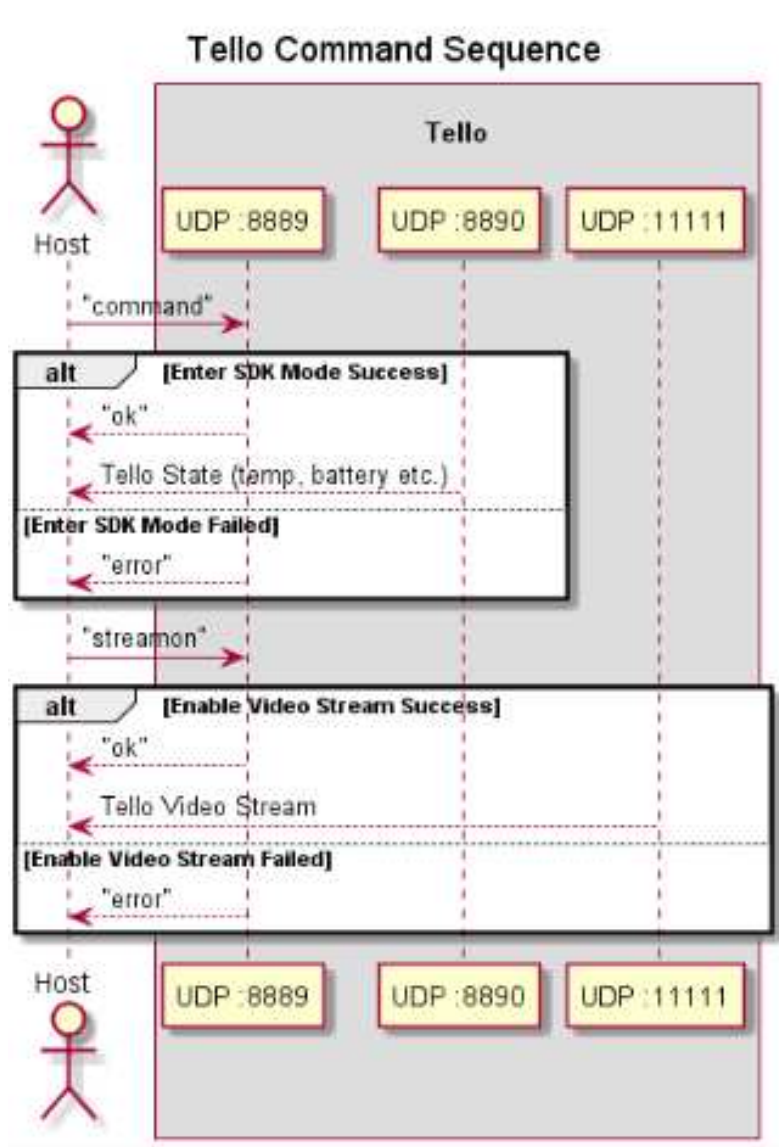 Tello Command Sequence
Tello
Host
UDP :8889
UDP :8890
UDP :11111
"command"
alt
[Enter SDK Mode Success]
"ok"
Tello State (temp, battery etc.)
[Enter SDK Mode Failed]
"error"
"streamon"
alt
[Enable Video Stream Success]
"ok"
Tello Video Stream
[Enable Video Stream Failed]
"error"
Host
UDP :8889
UDP :8890
UDP :11111